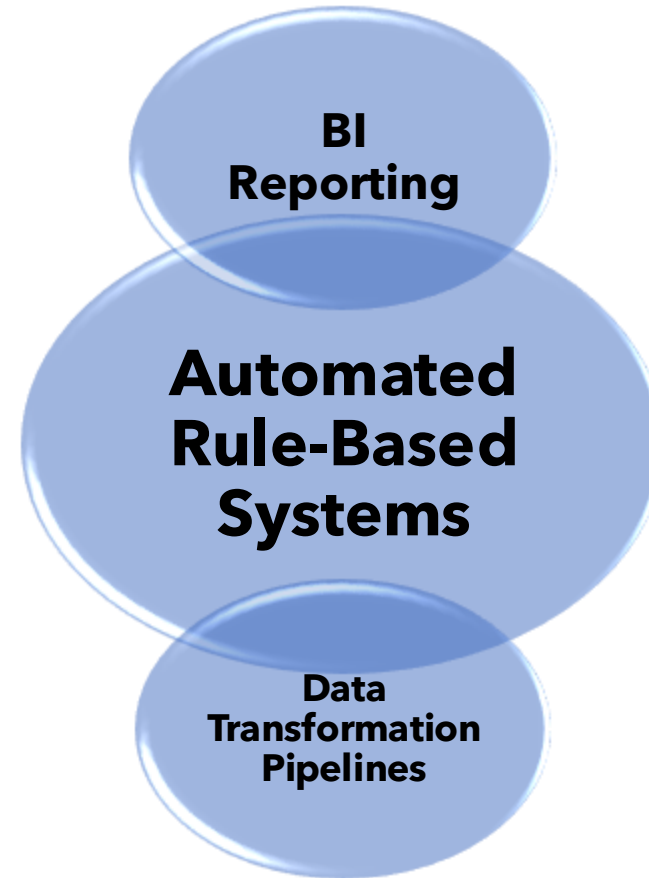 BI
Reporting
Automated
Rule-Based
Systems
Data
Transformation
Pipelines